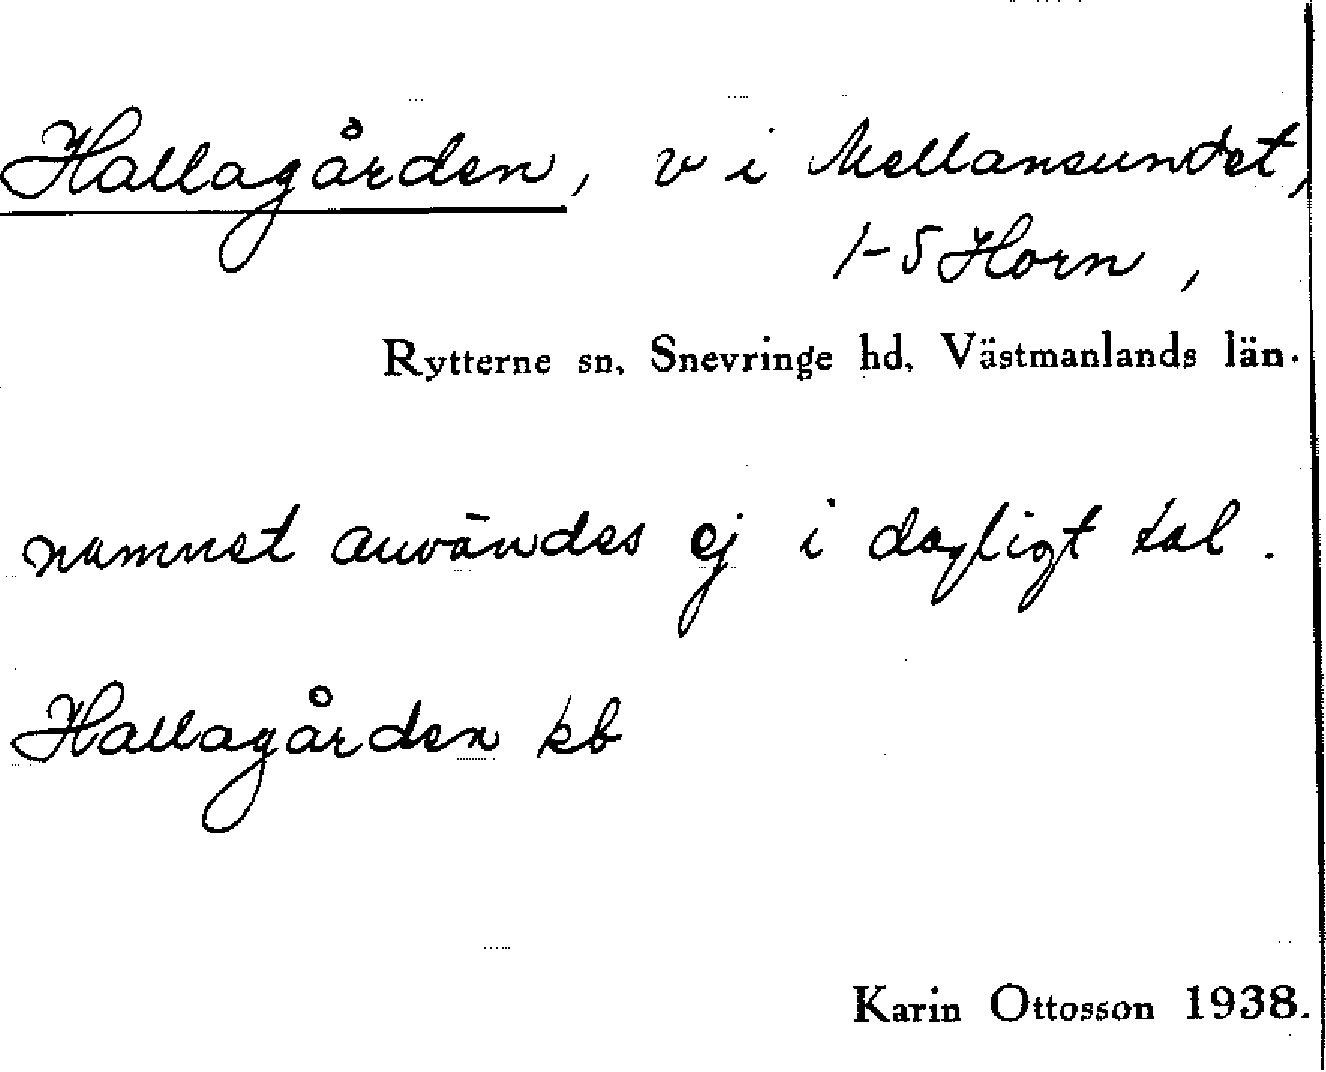 Hallagården, v i Mellansundet,
1-5 Horn,
Rytterne sn, Snevringe hd, Västmanlands län.
namnet användes ej i dagligt tal.
Hallagården kb
Karin Ottosson 1938.